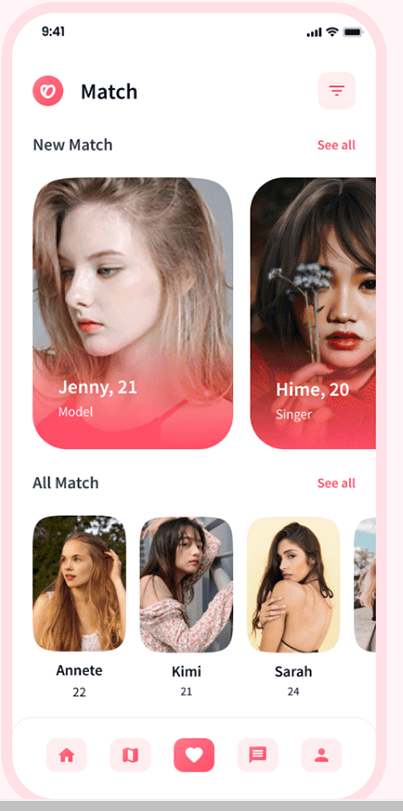 9:41
Match
New Match
See all
Jenny, 21
Model
Hime, 20
Singer
All Match
See all
Annete
22
Kimi
21
Sarah
24